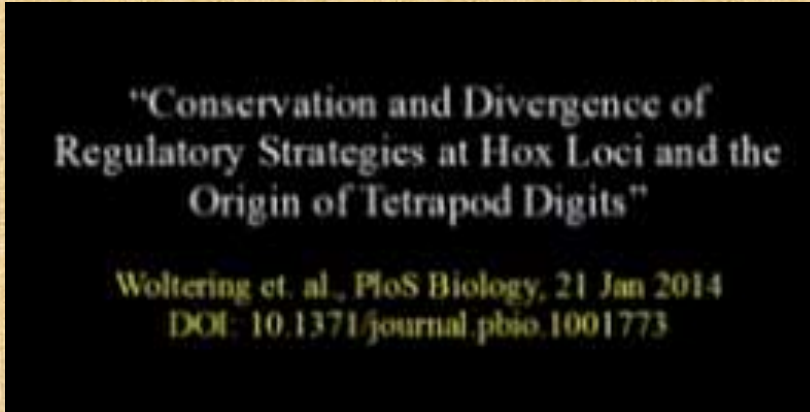 “Conservation and Divergence of
Regulatory Strategies at Hox Loci and the
Origin of Tetrapod Digits”
Woltering et. al., PloS Biology, 21 Jan 2014
DOI: 10.1371/journal.pbio.1001773